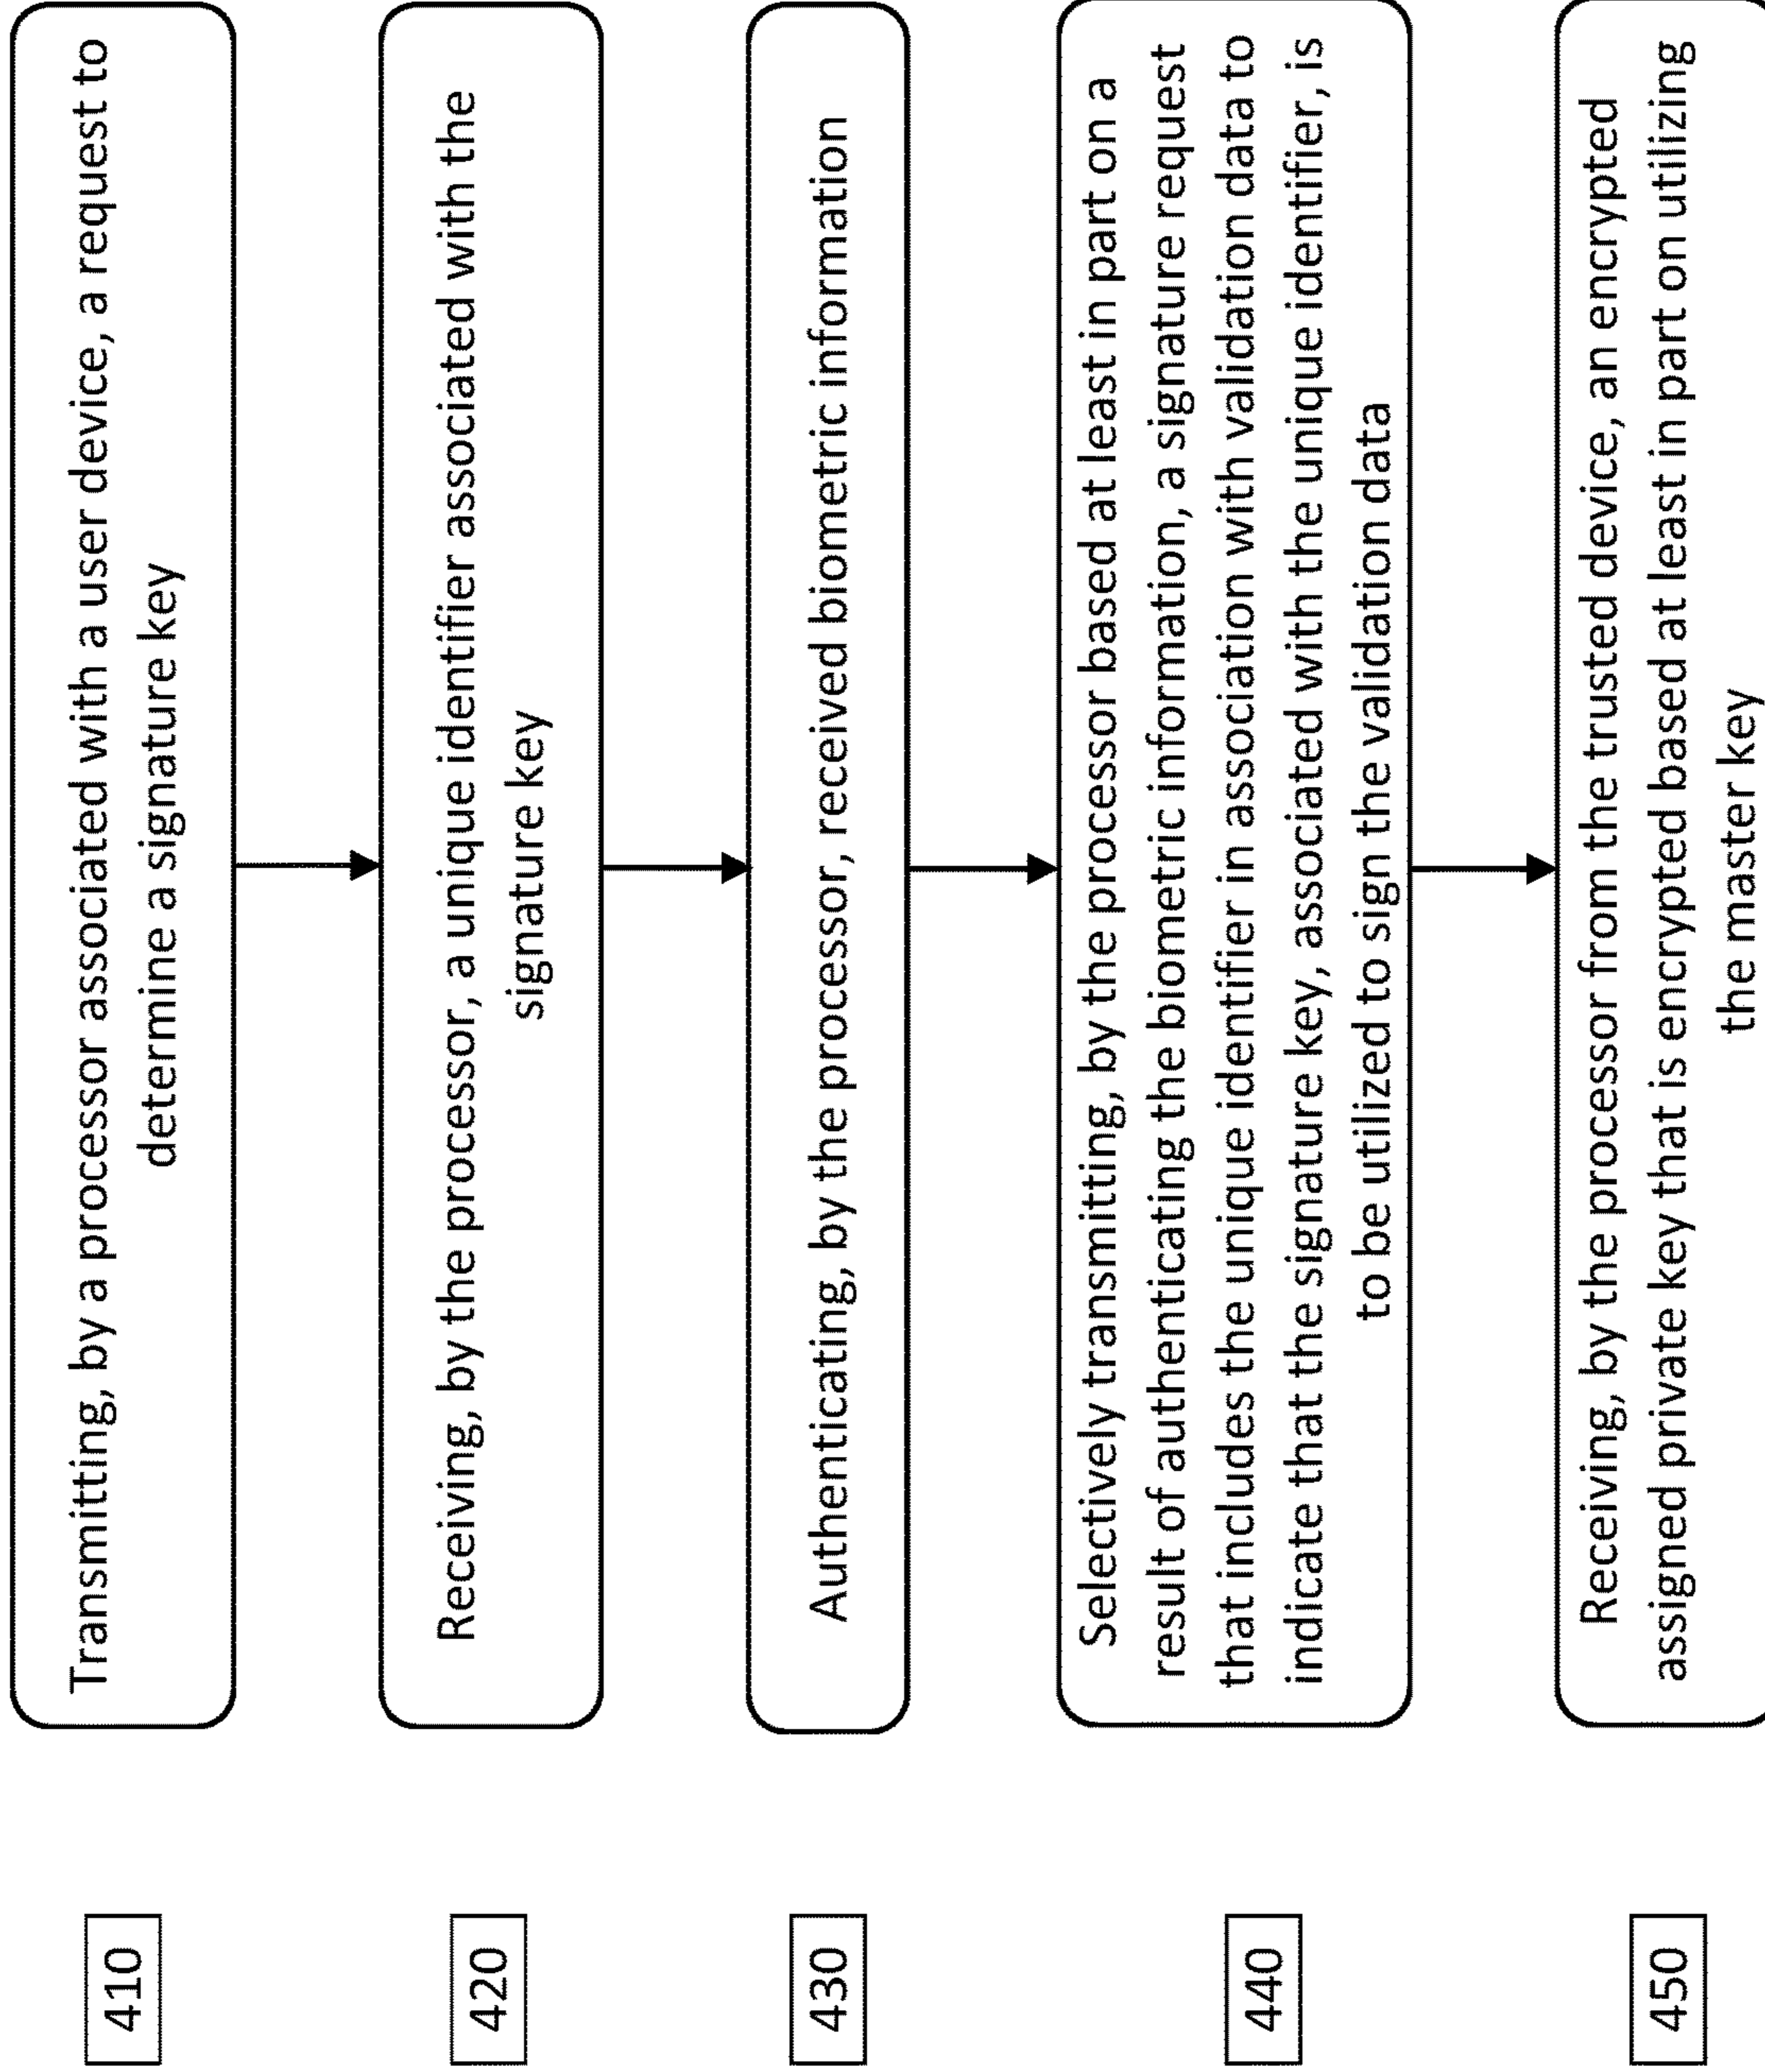 410
Transmitting, by a processor associated with a user device, a request to
determine a signature key
420
Receiving, by the processor, a unique identifier associated with the
signature key
430
Authenticating, by the processor, received biometric information
440
Selectively transmitting, by the processor based at least in part on a
result of authenticating the biometric information, a signature request
that includes the unique identifier in association with validation data to
indicate that the signature key, associated with the unique identifier, is
to be utilized to sign the validation data
450
Receiving, by the processor from the trusted device, an encrypted
assigned private key that is encrypted based at least in part on utilizing
the master key